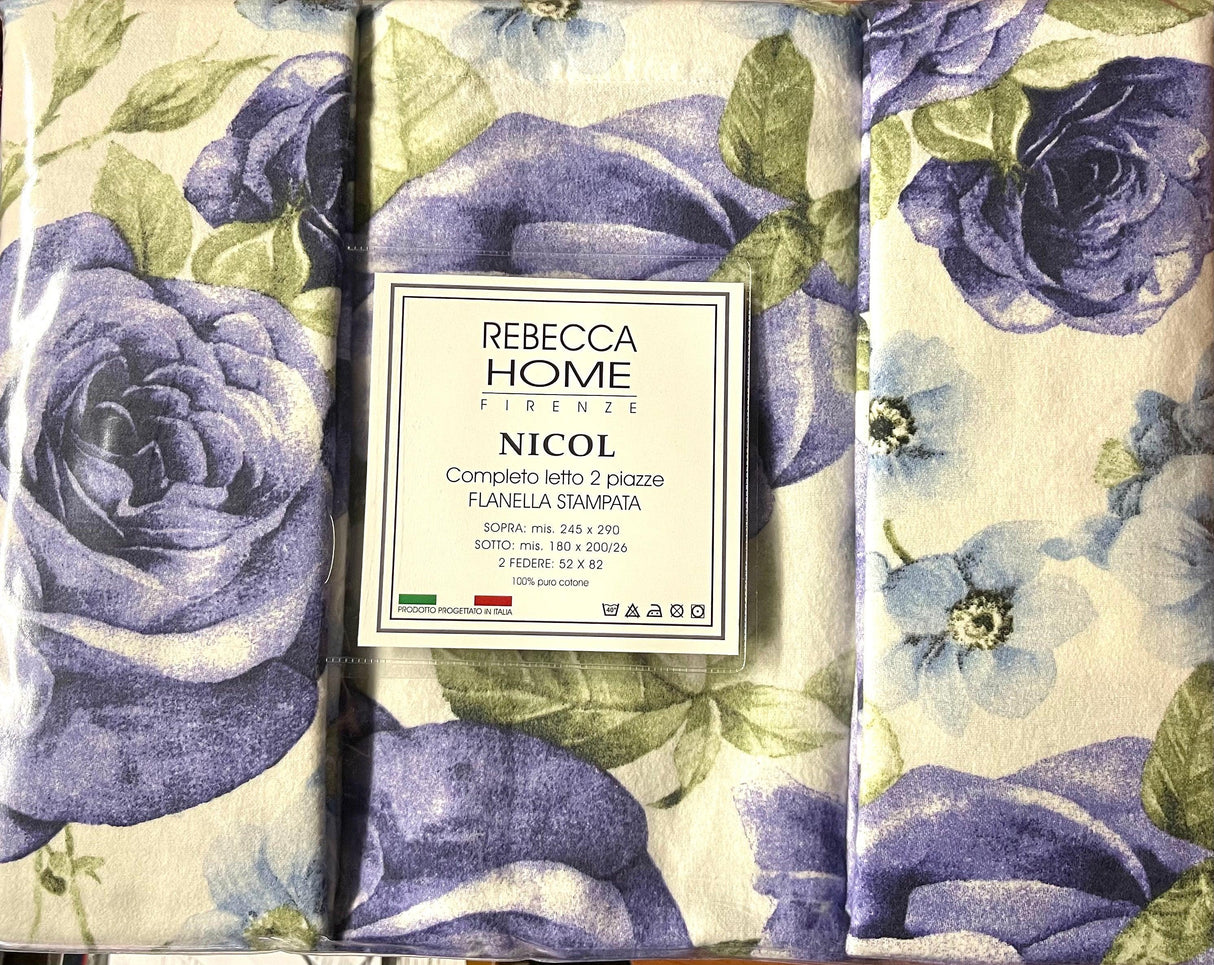 REBECCA
HOME
FIRENZE
NICOL
Completo letto 2 piazze
FLANELLA STAMPATA
SOPRA: mis. 245 x 290
SOTTO: mis. 180 x 200/26
2 FEDERE: 52 X 82
100% puro cotone
PRODOTTO PROGETTATO IN ITALIA
40°